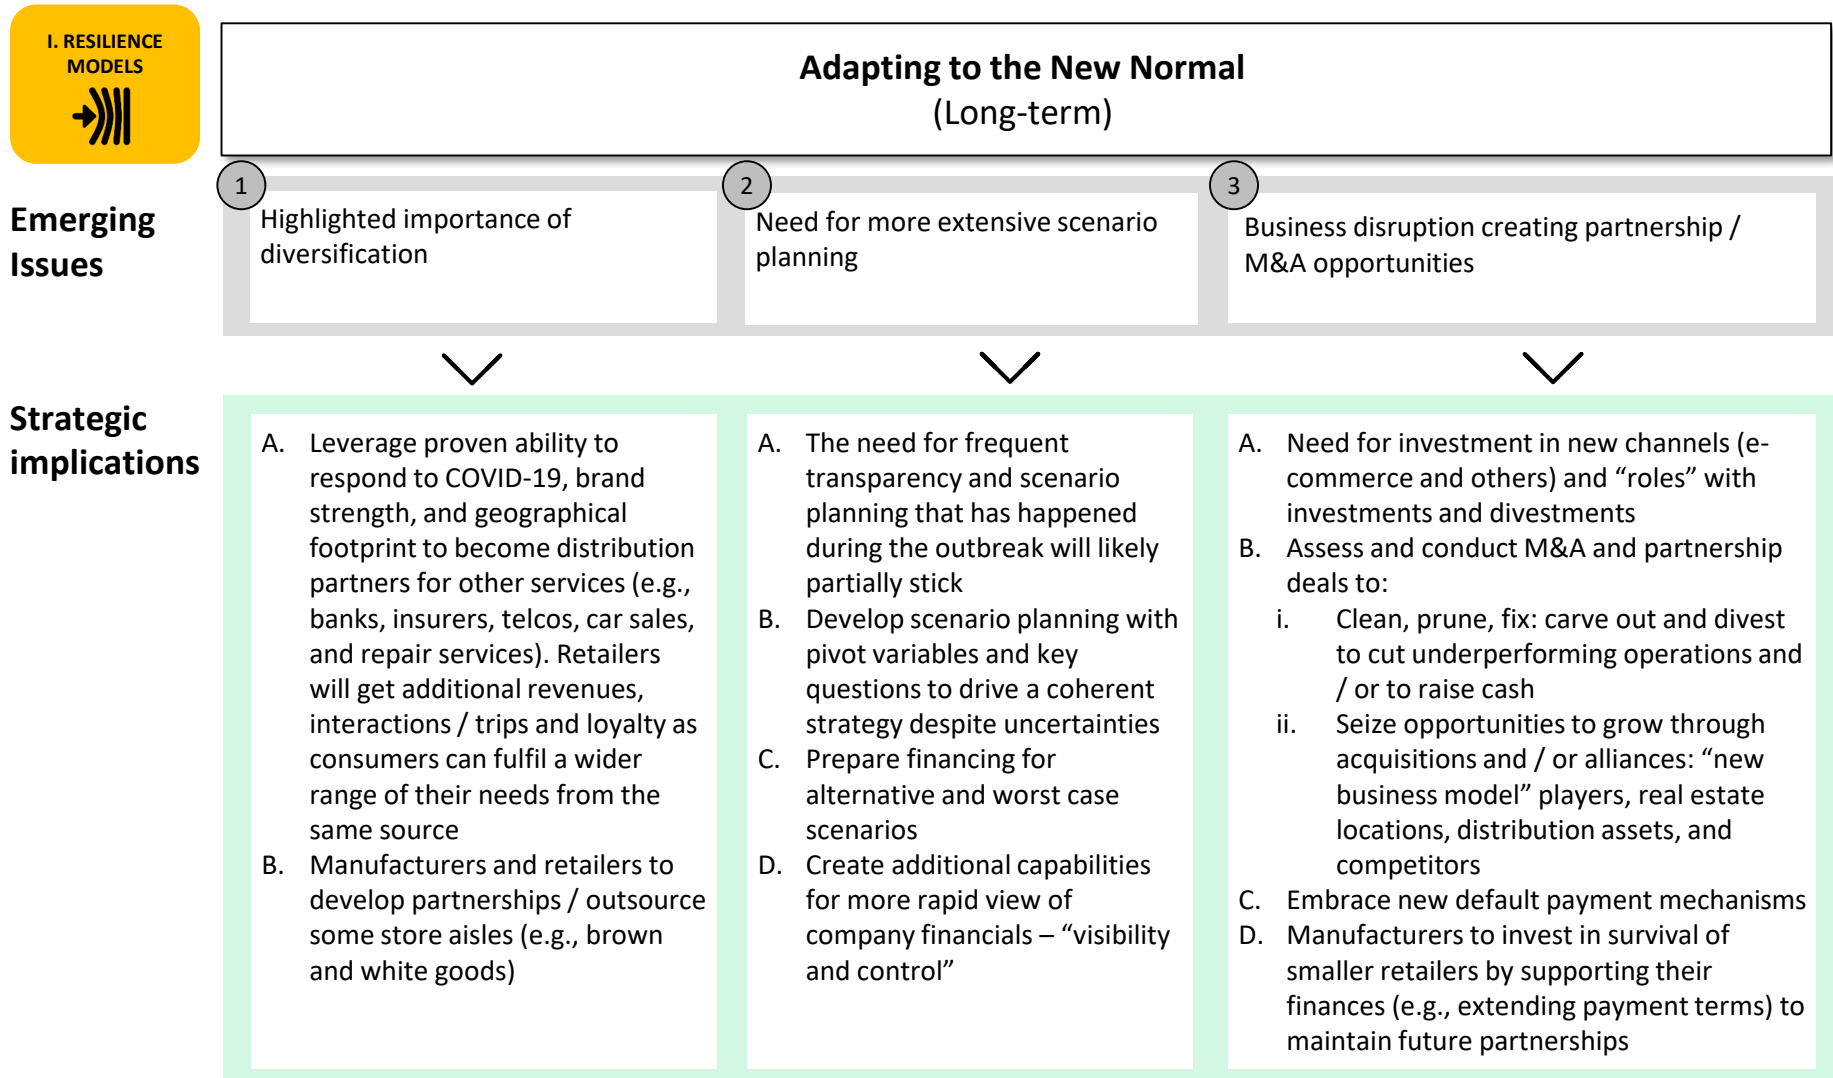 I. RESILIENCE
MODELS
Adapting to the New Normal
(Long-term)
Emerging
Issues
1
Highlighted importance of
diversification
2
Need for more extensive scenario
planning
3
Business disruption creating partnership /
M&A opportunities
Strategic
implications
A. Leverage proven ability to
respond to COVID-19, brand
strength, and geographical
footprint to become distribution
partners for other services (e.g.,
banks, insurers, telcos, car sales,
and repair services). Retailers
will get additional revenues,
interactions / trips and loyalty as
consumers can fulfil a wider
range of their needs from the
same source
B. Manufacturers and retailers to
develop partnerships / outsource
some store aisles (e.g., brown
and white goods)
A. The need for frequent
transparency and scenario
planning that has happened
during the outbreak will likely
partially stick
B. Develop scenario planning with
pivot variables and key
questions to drive a coherent
strategy despite uncertainties
C. Prepare financing for
alternative and worst case
scenarios
D. Create additional capabilities
for more rapid view of
company financials – “visibility
and control”
A. Need for investment in new channels (e-
commerce and others) and “roles” with
investments and divestments
B. Assess and conduct M&A and partnership
deals to:
i. Clean, prune, fix: carve out and divest
to cut underperforming operations and
/ or to raise cash
ii. Seize opportunities to grow through
acquisitions and / or alliances: “new
business model” players, real estate
locations, distribution assets, and
competitors
C. Embrace new default payment mechanisms
D. Manufacturers to invest in survival of
smaller retailers by supporting their
finances (e.g., extending payment terms) to
maintain future partnerships